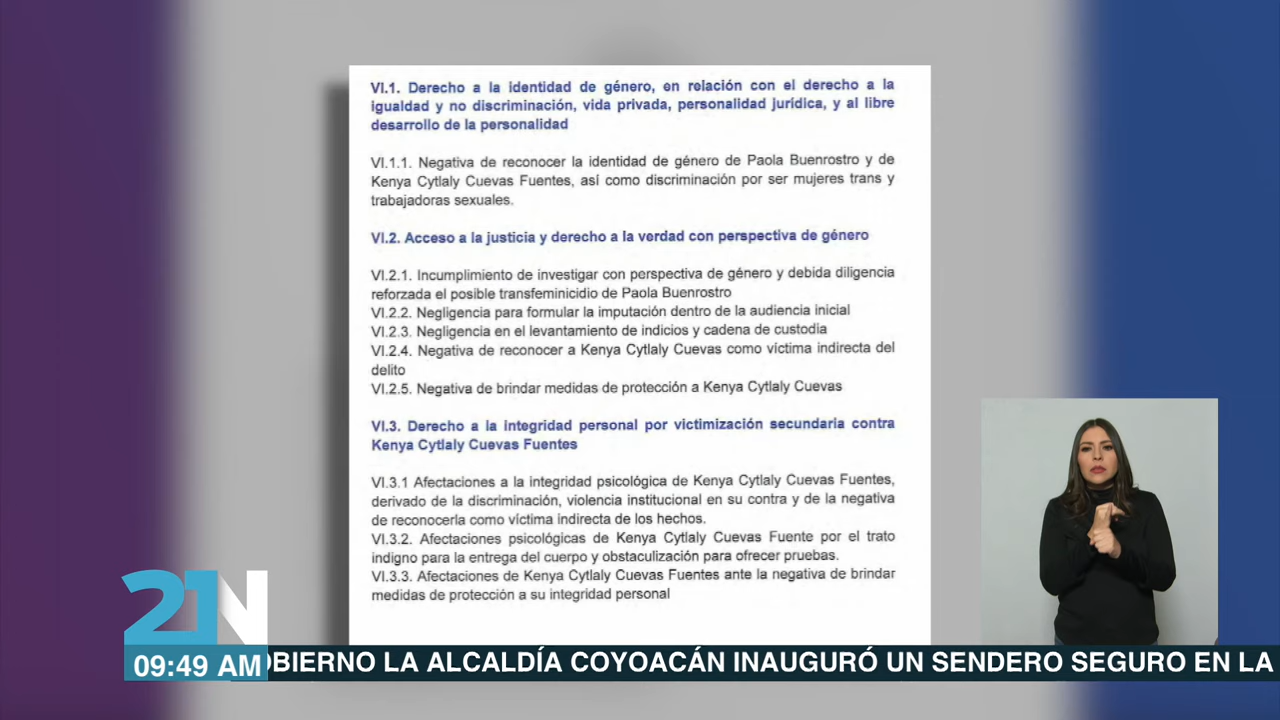 VI.1. Derecho a la identidad de género, en relación con el derecho a la
igualdad y no discriminación, vida privada, personalidad jurídica, y al libre
desarrollo de la personalidad
VI.1.1. Negativa de reconocer la identidad de género de Paola Buenrostro y de
Kenya Cytlaly Cuevas Fuentes, así como discriminación por ser mujeres trans y
trabajadoras sexuales.
VI.2. Acceso a la justicia y derecho a la verdad con perspectiva de género
VI.2.1. Incumplimiento de investigar con perspectiva de género y debida diligencia
reforzada el posible transfeminicidio de Paola Buenrostro
VI.2.2. Negligencia para formular la imputación dentro de la audiencia inicial
VI.2.3. Negligencia en el levantamiento de indicios y cadena de custodia
VI.2.4. Negativa de reconocer a Kenya Cytlaly Cuevas como víctima indirecta del
delito
VI.2.5. Negativa de brindar medidas de protección a Kenya Cytlaly Cuevas
VI.3. Derecho a la integridad personal por victimización secundaria contra
Kenya Cytlaly Cuevas Fuentes
VI.3.1 Afectaciones a la integridad psicológica de Kenya Cytlaly Cuevas Fuentes,
derivado de la discriminación, violencia institucional en su contra y de la negativa
de reconocerla como víctima indirecta de los hechos.
VI.3.2. Afectaciones psicológicas de Kenya Cytlaly Cuevas Fuente por el trato
indigno para la entrega del cuerpo y obstaculización para ofrecer pruebas.
VI.3.3. Afectaciones de Kenya Cytlaly Cuevas Fuentes ante la negativa de brindar
medidas de protección a su integridad personal
21N
09:49 AM
OBIERNO LA ALCALDÍA COYOACÁN INAUGURÓ UN SENDERO SEGURO EN LA